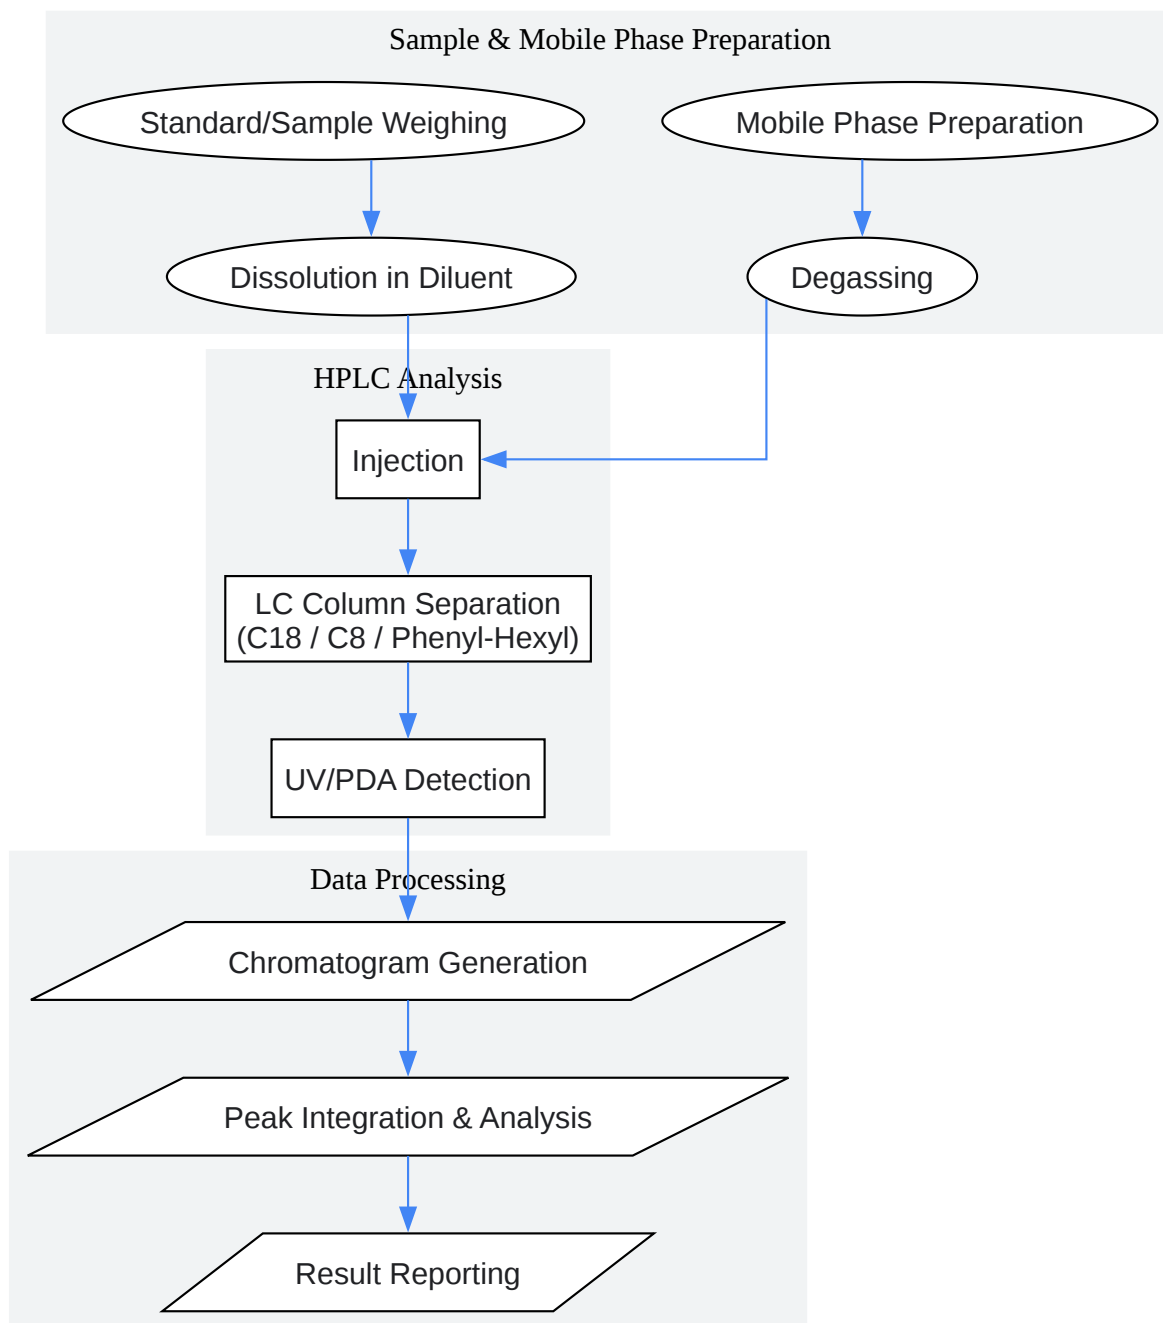 Sample & Mobile Phase Preparation
Standard/Sample Weighing
Mobile Phase Preparation
Dissolution in Diluent
Degassing
HPLC Analysis
Injection
LC Column Separation
(C18 / C8 / Phenyl-Hexyl)
UV/PDA Detection
Data Processing
Chromatogram Generation
Peak Integration & Analysis
Result Reporting